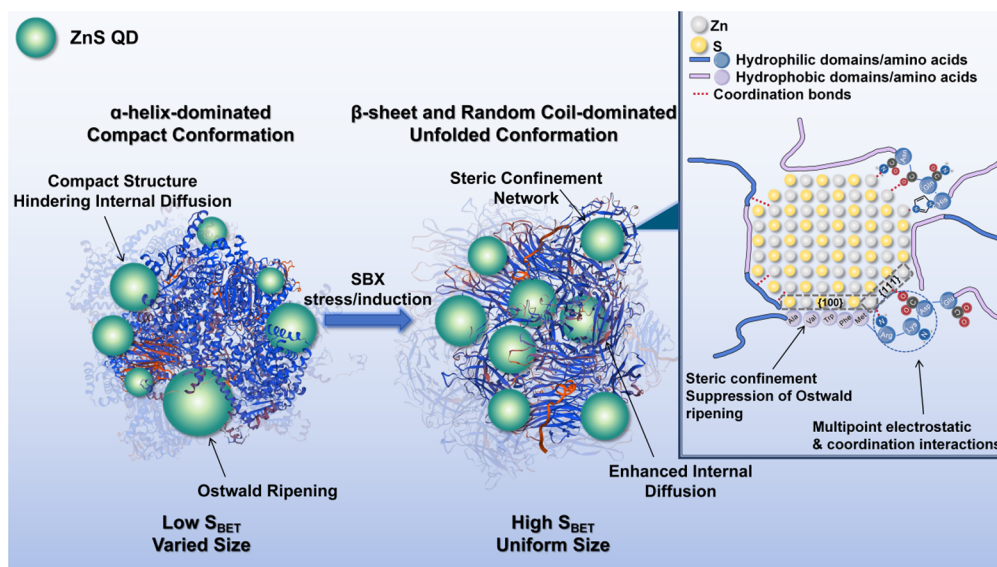 ZnS QD
α-helix-dominated
Compact Conformation
Compact Structure
Hindering Internal Diffusion
Ostwald Ripening
Low SBET
Varied Size
SBX
stress/induction
β-sheet and Random Coil-dominated
Unfolded Conformation
Steric Confinement
Network
Enhanced Internal
Diffusion
High SBET
Uniform Size
Zn
S
Hydrophilic domains/amino acids
Hydrophobic domains/amino acids
Coordination bonds
His
{100}
{111}
Ala
Val
Trp
Phe
Met
Arg
Steric confinement
Suppression of Ostwald
ripening
Multipoint electrostatic
& coordination interactions